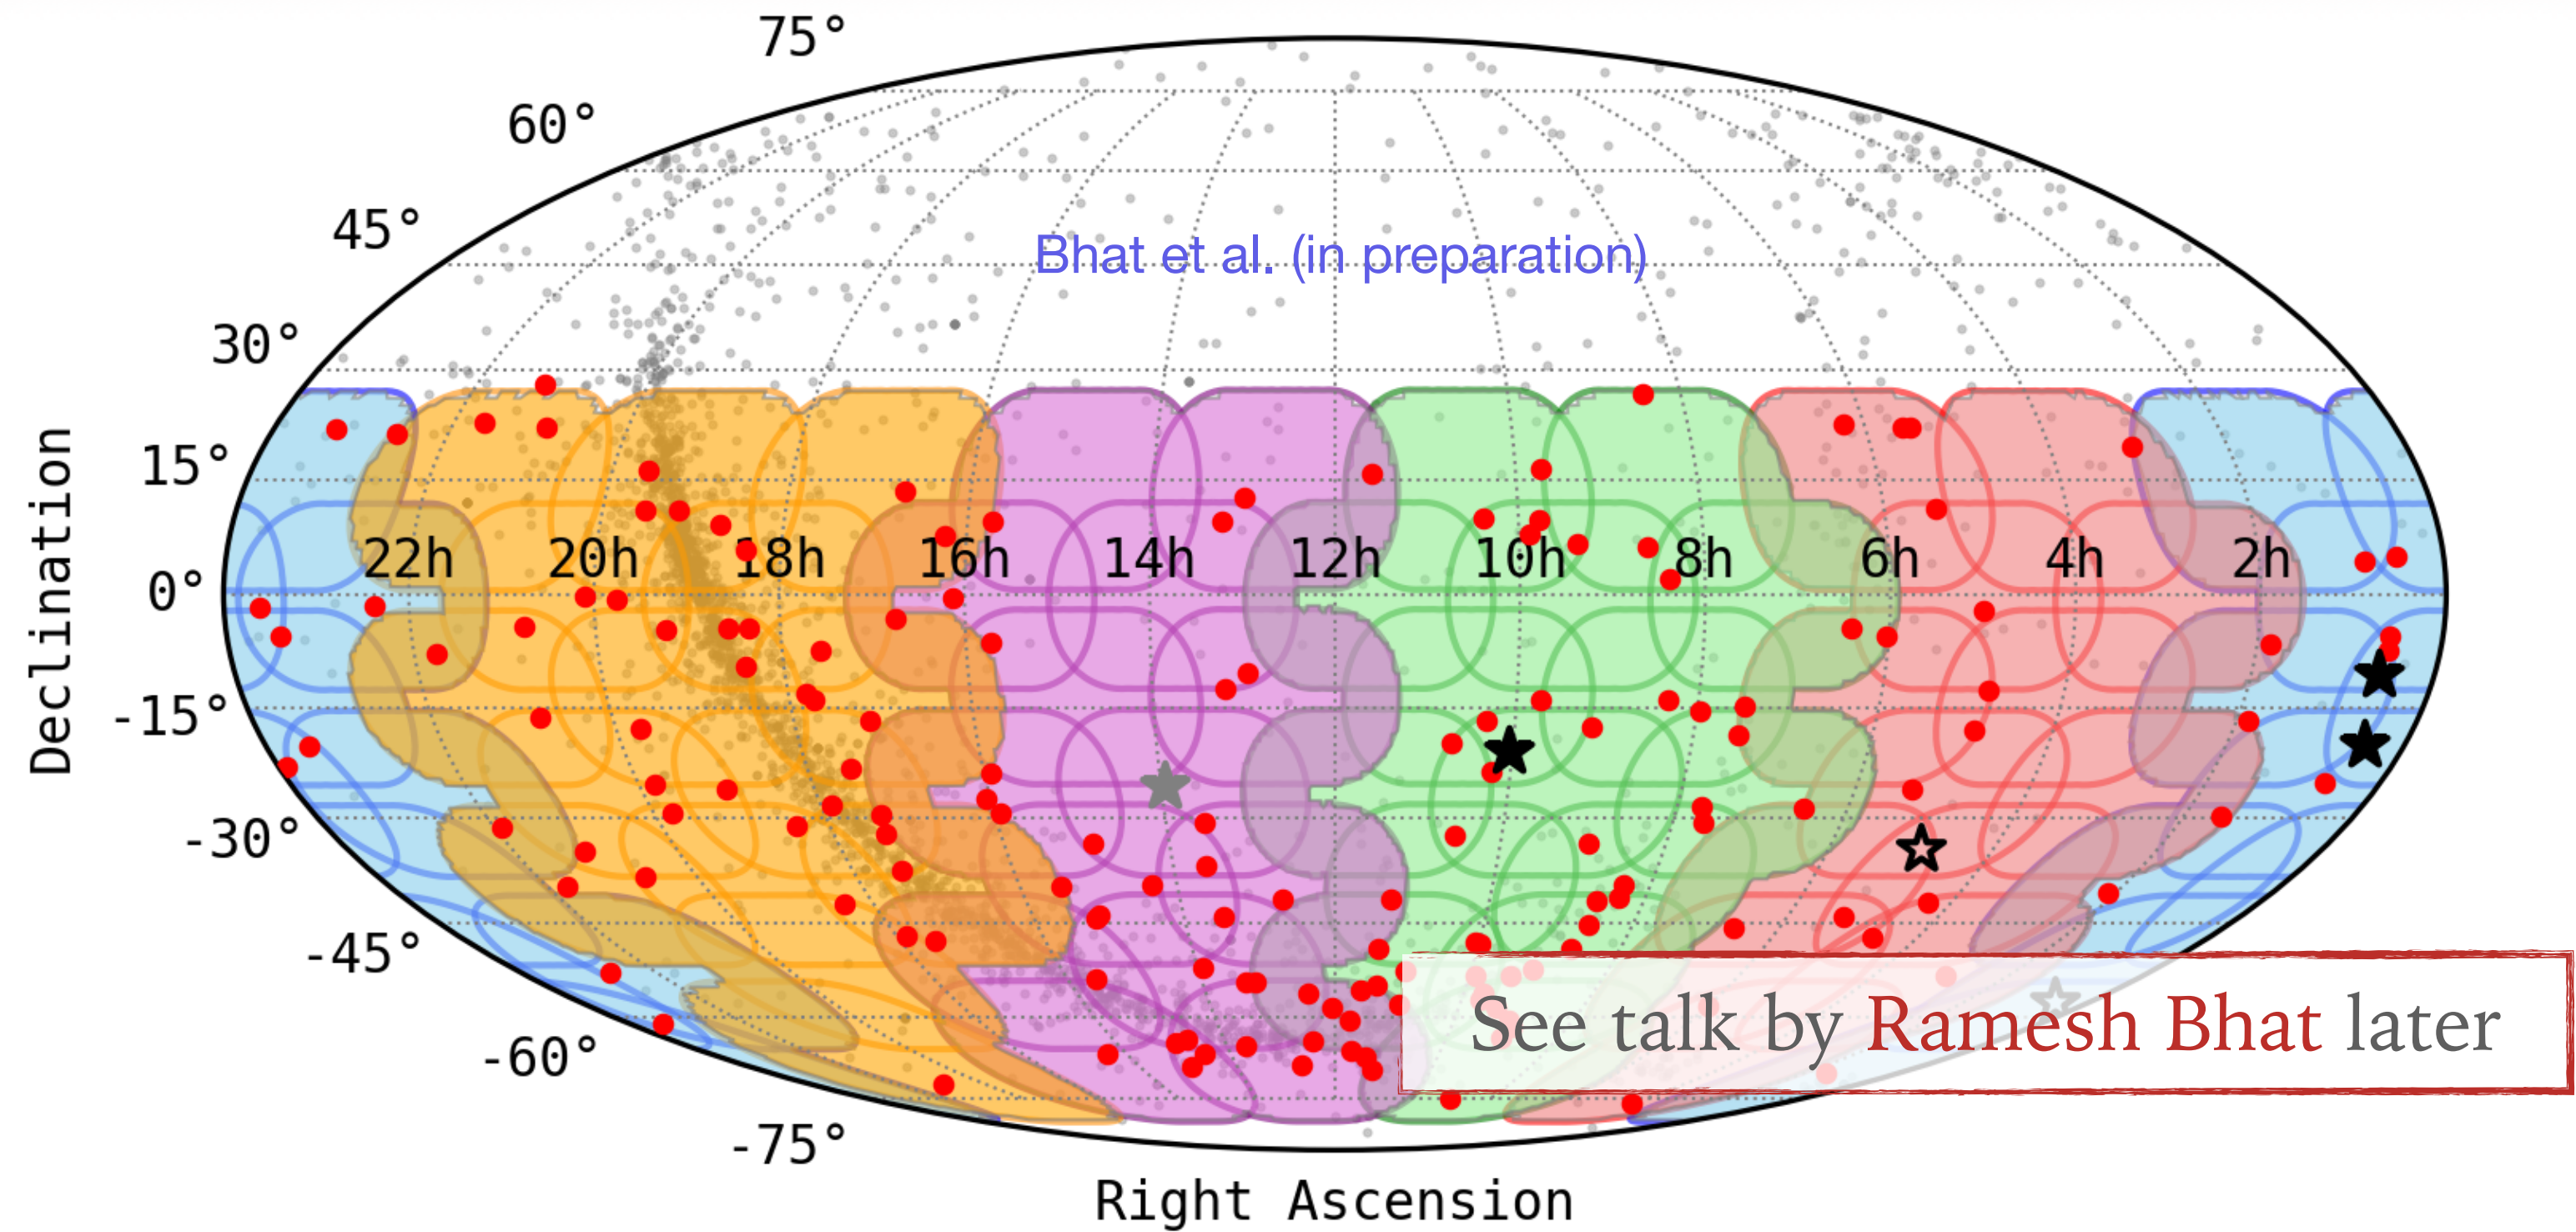 75°
60°
45°
Bhat et al. (in preparation)
30°
15°
22h 20h 18h 16h 14h 12h 10h 8h 6h 4h 2h
0°
Declination
-15°
-30°
-45°
See talk by Ramesh Bhat later
-60°
-75°
Right Ascension